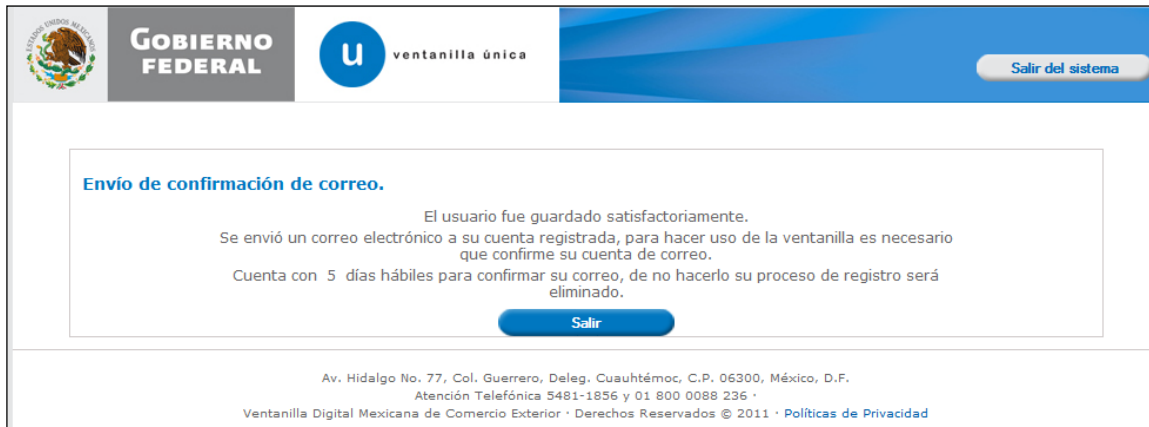 ESTADOS UNIDOS MEXICANOS
GOBIERNO
FEDERAL
u
ventanilla única
Salir del sistema
Envío de confirmación de correo.
El usuario fue guardado satisfactoriamente.
Se envió un correo electrónico a su cuenta registrada, para hacer uso de la ventanilla es necesario
que confirme su cuenta de correo.
Cuenta con 5 días hábiles para confirmar su correo, de no hacerlo su proceso de registro será
eliminado.
Salir
Av. Hidalgo No. 77, Col. Guerrero, Deleg. Cuauhtémoc, C.P. 06300, México, D.F.
Atención Telefónica 5481-1856 y 01 800 0088 236 ·
Ventanilla Digital Mexicana de Comercio Exterior · Derechos Reservados © 2011 · Políticas de Privacidad